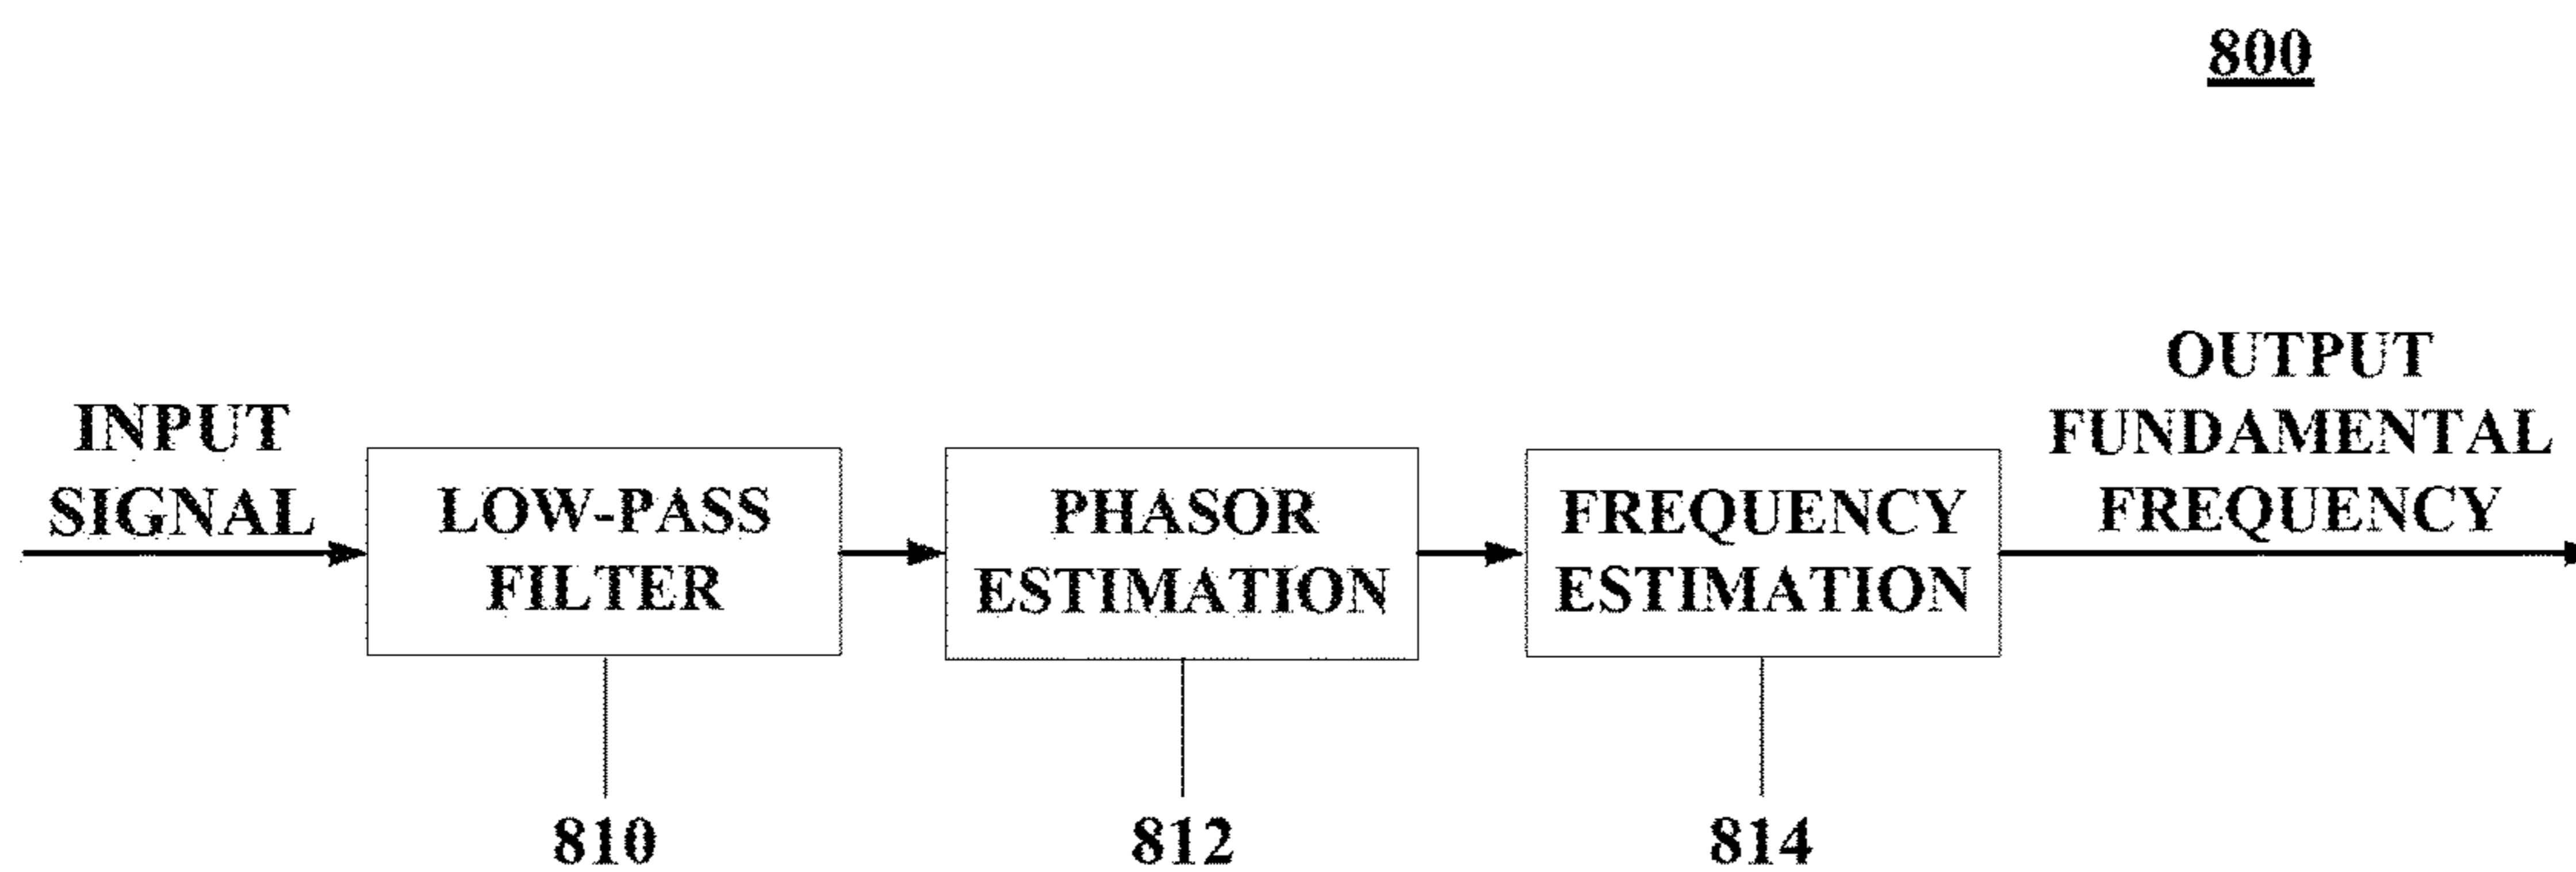 800
INPUT
SIGNAL
LOW-PASS
FILTER
PHASOR
ESTIMATION
FREQUENCY
ESTIMATION
OUTPUT
FUNDAMENTAL
FREQUENCY
810
812
814